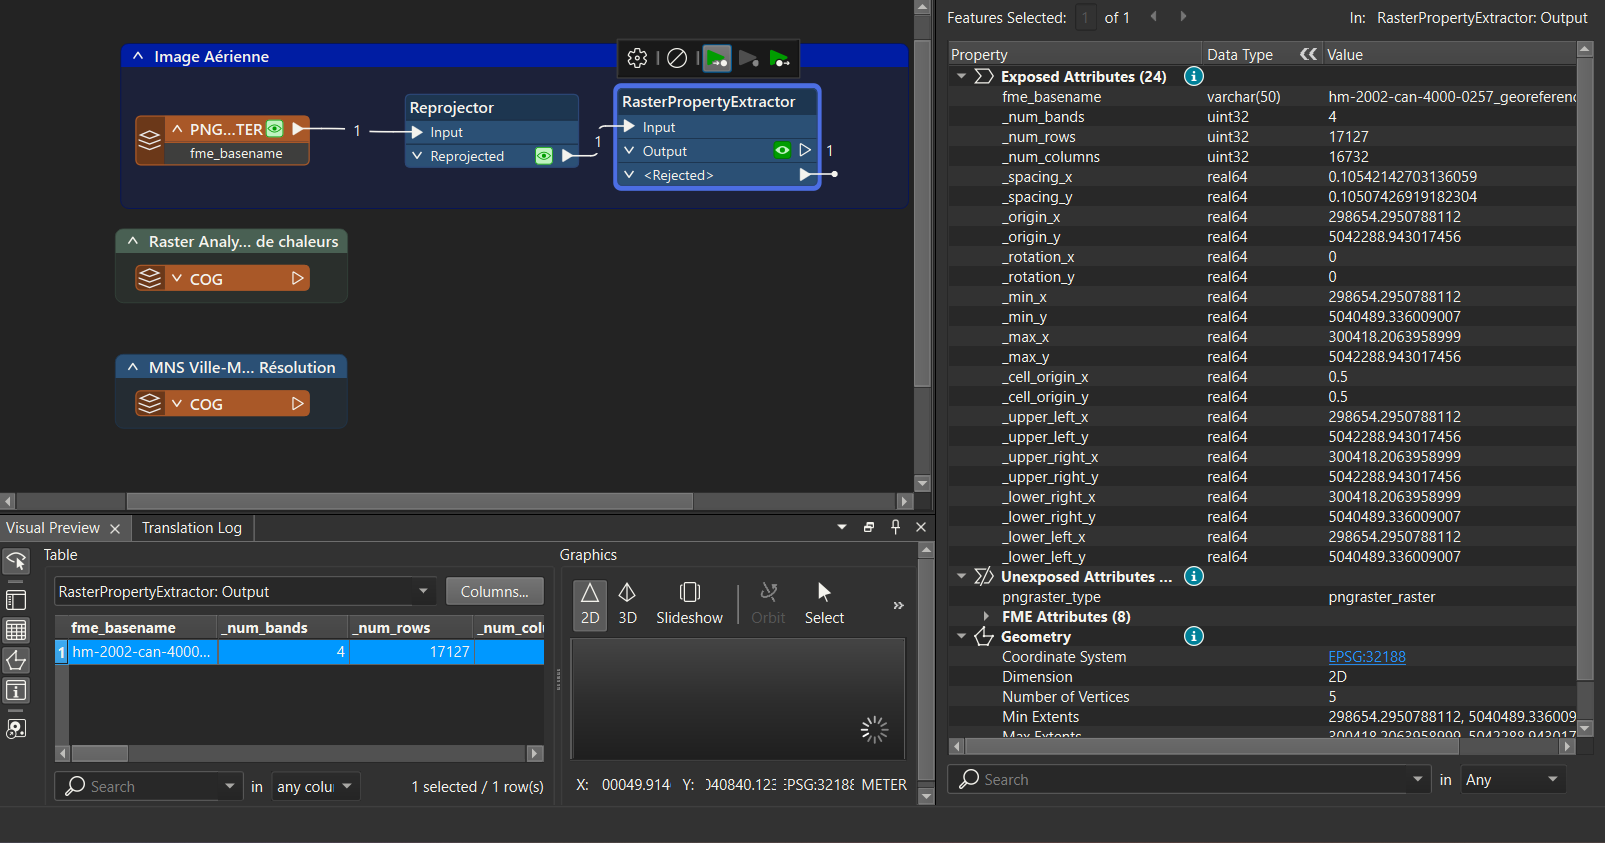 Image Aérienne
PNG...TER
fme_basename
1
Reprojector
Input
Reprojected
1
RasterPropertyExtractor
Input
Output
1
<Rejected>
Raster Analy... de chaleurs
COG
MNS Ville-M... Résolution
COG
Visual Preview
Translation Log
Table
RasterPropertyExtractor: Output
Columns...
fme_basename _num_bands _num_rows _num_colu
1 hm-2002-can-4000... 4 17127
Search
in
any colu
1 selected / 1 row(s)
Graphics
2D
3D
Slideshow
Orbit
Select
»
X: 00049.914 Y: 040840.123 EPSG:32188 METER
Features Selected: 1 of 1
In: RasterPropertyExtractor: Output
Property Data Type Value
Exposed Attributes (24)
fme_basename varchar(50) hm-2002-can-4000-0257_georeferenc
_num_bands uint32 4
_num_rows uint32 17127
_num_columns uint32 16732
_spacing_x real64 0.10542142703136059
_spacing_y real64 0.10507426919182304
_origin_x real64 298654.2950788112
_origin_y real64 5042288.943017456
_rotation_x real64 0
_rotation_y real64 0
_min_x real64 298654.2950788112
_min_y real64 5040489.336009007
_max_x real64 300418.2063958999
_max_y real64 5042288.943017456
_cell_origin_x real64 0.5
_cell_origin_y real64 0.5
_upper_left_x real64 298654.2950788112
_upper_left_y real64 5042288.943017456
_upper_right_x real64 300418.2063958999
_upper_right_y real64 5042288.943017456
_lower_right_x real64 300418.2063958999
_lower_right_y real64 5040489.336009007
_lower_left_x real64 298654.2950788112
_lower_left_y real64 5040489.336009007
Unexposed Attributes ...
pngraster_type pngraster_raster
FME Attributes (8)
Geometry
Coordinate System EPSG:32188
Dimension 2D
Number of Vertices 5
Min Extents 298654.2950788112, 5040489.336009
Max Extents 300418.2063958999, 5042288.943017
Search
in
Any